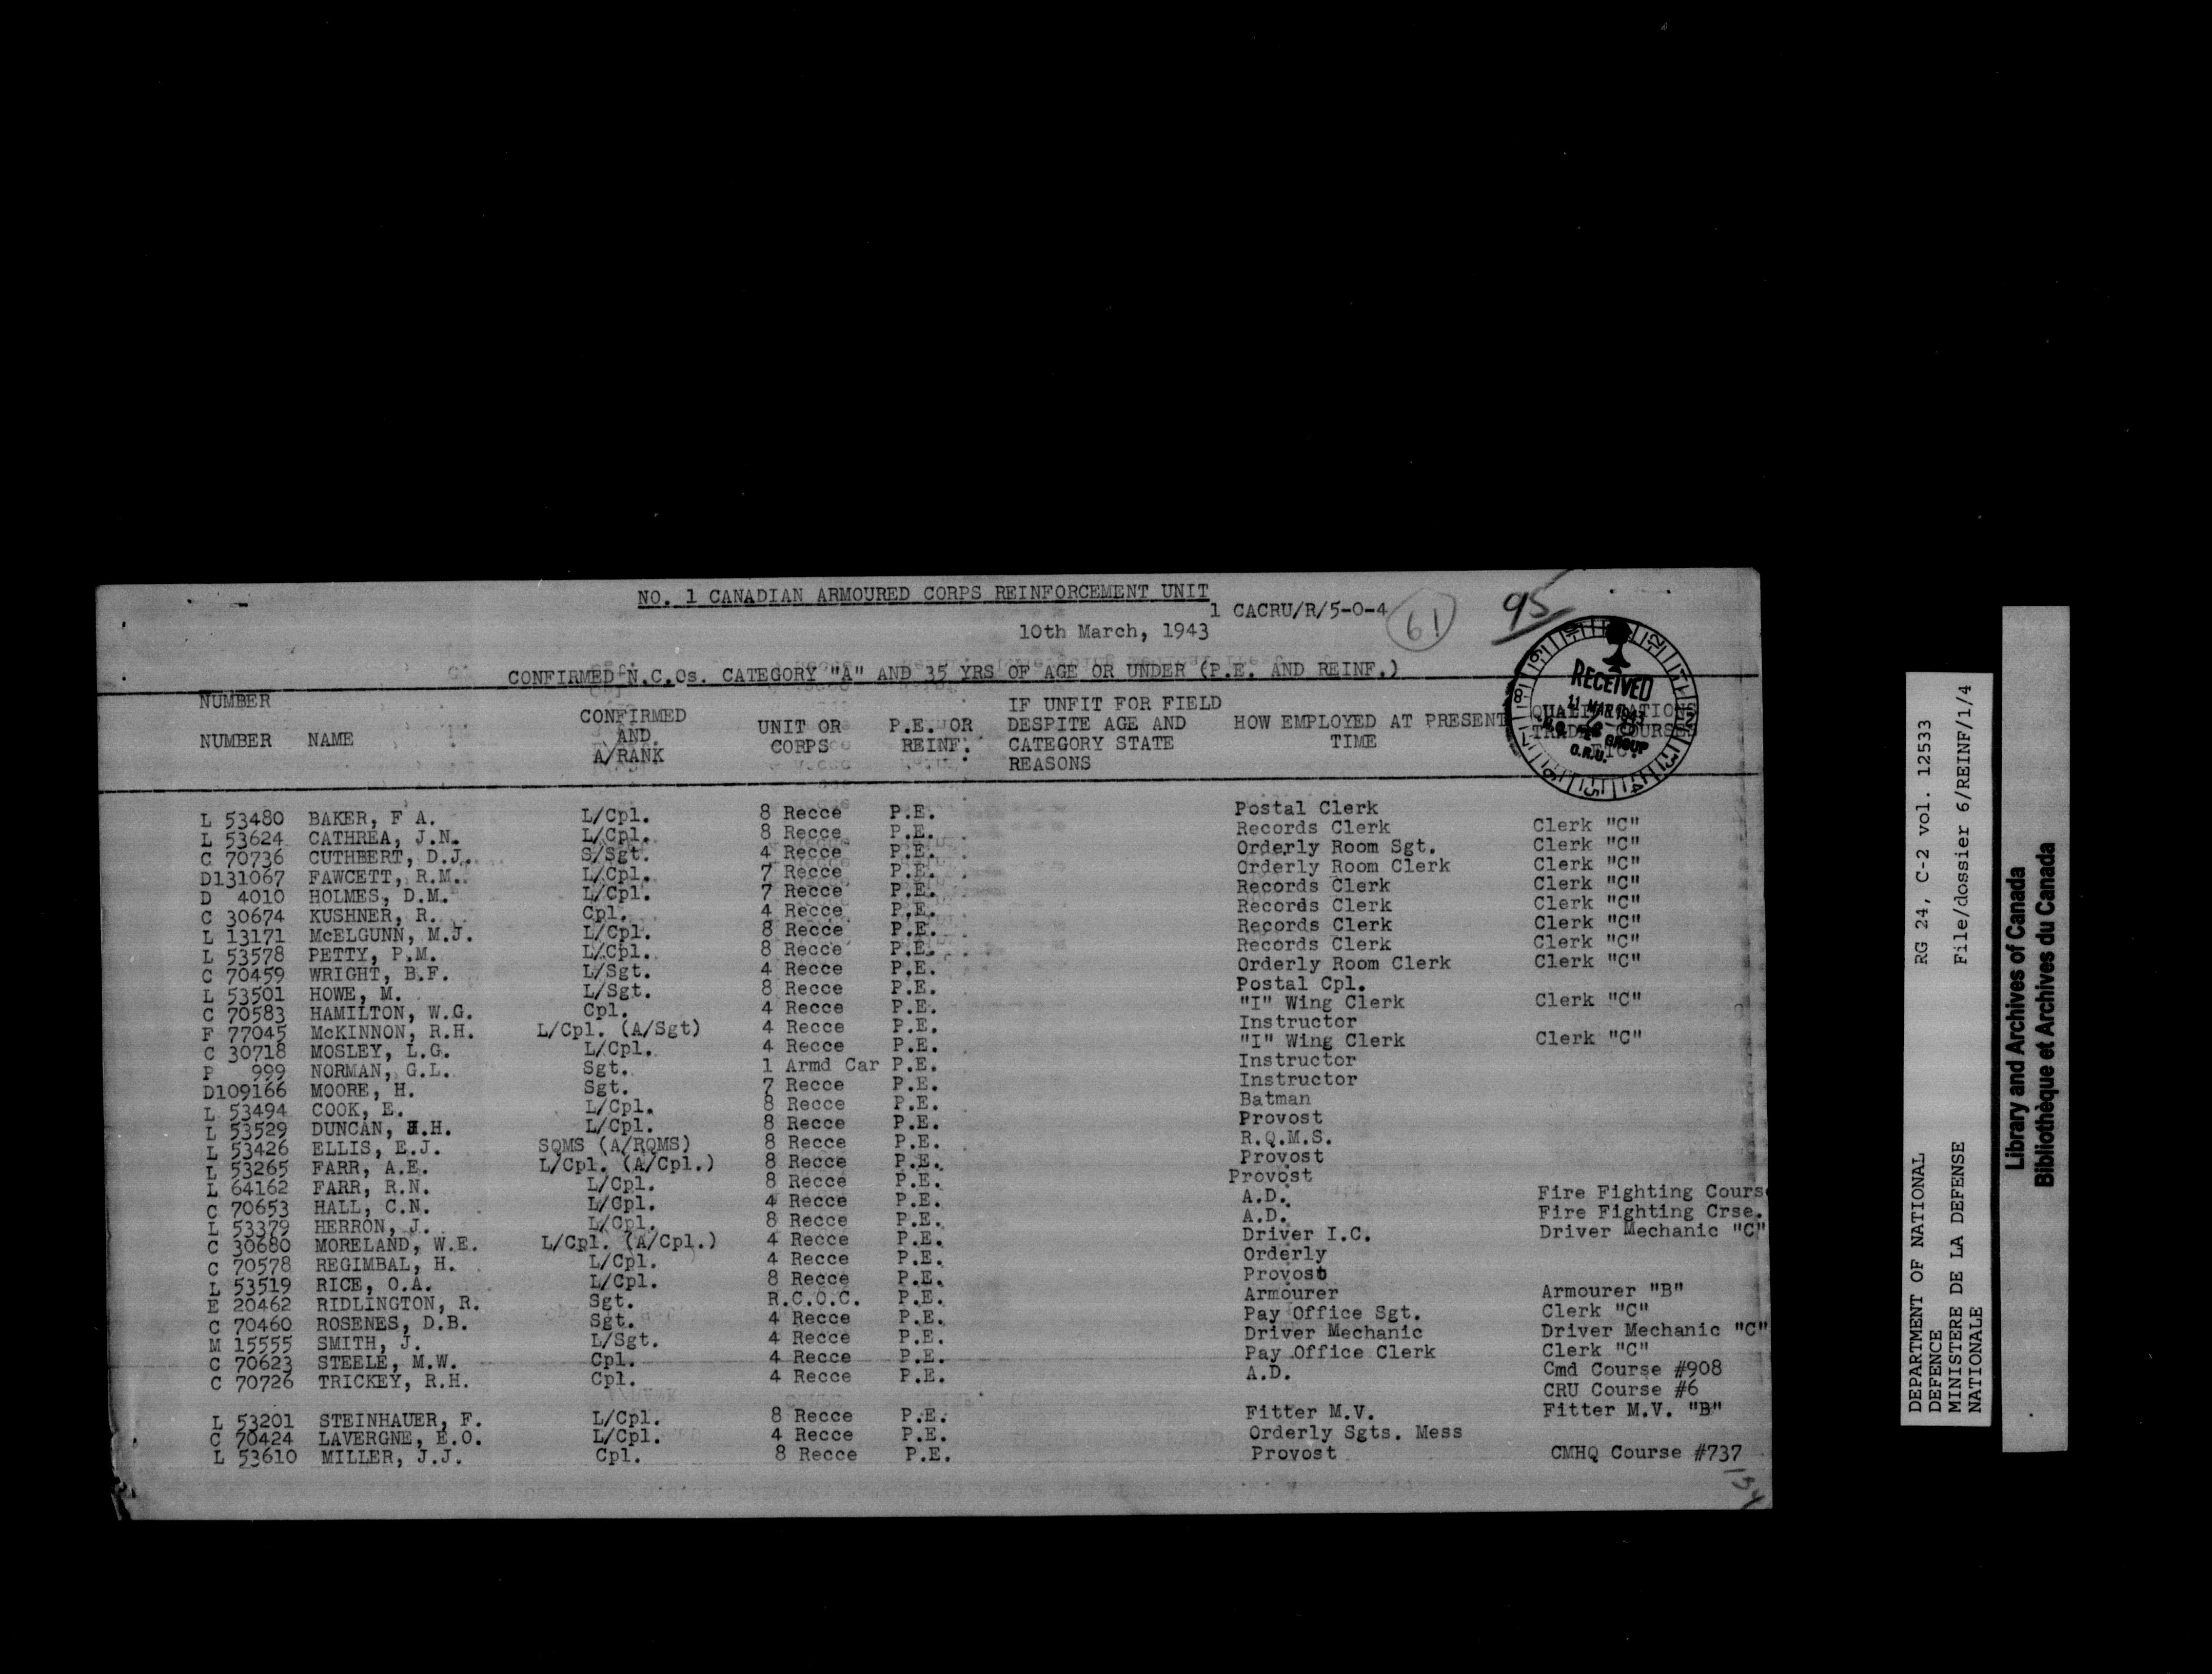 NO. 1 CANADIAN ARMOURED CORPS REINFORCEMENT UNIT
1 CACRU/R/5-0-4
61
95
10th March, 1943
CONFIRMED N.C.Os. CATEGORY "A" AND 35 YRS OF AGE OR UNDER (P.E. AND REINF.)
NUMBER
NUMBER NAME CONFIRMED AND A/RANK UNIT OR CORPS P.E. OR REINF. IF UNFIT FOR FIELD DESPITE AGE AND CATEGORY STATE REASONS HOW EMPLOYED AT PRESENT TIME QUALIFICATIONS TRADE COURSES ETC.
RECEIVED
11 MAR 1943
GROUP
C.R.U.
L 53480 BAKER, F A. L/Cpl. 8 Recce P.E. Postal Clerk
L 53624 CATHREA, J.N. L/Cpl. 8 Recce P.E. Records Clerk Clerk "C"
C 70736 CUTHBERT, D.J. S/Sgt. 4 Recce P.E. Orderly Room Sgt. Clerk "C"
D131067 FAWCETT, R.M. L/Cpl. 7 Recce P.E. Orderly Room Clerk Clerk "C"
D 4010 HOLMES, D.M. L/Cpl. 7 Recce P.E. Records Clerk Clerk "C"
C 30674 KUSHNER, R. Cpl. 4 Recce P.E. Records Clerk Clerk "C"
L 13171 McELGUNN, M.J. L/Cpl. 8 Recce P.E. Records Clerk Clerk "C"
L 53578 PETTY, P.M. L/Cpl. 8 Recce P.E. Records Clerk Clerk "C"
C 70459 WRIGHT, B.F. L/Sgt. 4 Recce P.E. Orderly Room Clerk Clerk "C"
L 53501 HOWE, M. L/Sgt. 8 Recce P.E. Postal Cpl.
C 70583 HAMILTON, W.G. Cpl. 4 Recce P.E. "I" Wing Clerk Clerk "C"
F 77045 McKINNON, R.H. L/Cpl. (A/Sgt) 4 Recce P.E. Instructor
C 30718 MOSLEY, L.G. L/Cpl. 4 Recce P.E. "I" Wing Clerk Clerk "C"
P 999 NORMAN, G.L. Sgt. 1 Armd Car P.E. Instructor
D109166 MOORE, H. Sgt. 7 Recce P.E. Instructor
L 53494 COOK, E. L/Cpl. 8 Recce P.E. Batman
L 53529 DUNCAN, H.H. L/Cpl. 8 Recce P.E. Provost
L 53426 ELLIS, E.J. SQMS (A/RQMS) 8 Recce P.E. R.Q.M.S.
L 53265 FARR, A.E. L/Cpl. (A/Cpl.) 8 Recce P.E. Provost
L 64162 FARR, R.N. L/Cpl. 8 Recce P.E. Provost
C 70653 HALL, C.N. L/Cpl. 4 Recce P.E. A.D. Fire Fighting Course
L 53379 HERRON, J. L/Cpl. 8 Recce P.E. A.D. Fire Fighting Crse.
C 30680 MORELAND, W.E. L/Cpl. (A/Cpl.) 4 Recce P.E. Driver I.C. Driver Mechanic "C"
C 70578 REGIMBAL, H. L/Cpl. 4 Recce P.E. Orderly
L 53519 RICE, O.A. L/Cpl. 8 Recce P.E. Provost
E 20462 RIDLINGTON, R. Sgt. R.C.O.C. P.E. Armourer Armourer "B"
C 70460 ROSENES, D.B. Sgt. 4 Recce P.E. Pay Office Sgt. Clerk "C"
M 15555 SMITH, J. L/Sgt. 4 Recce P.E. Driver Mechanic Driver Mechanic "C"
C 70623 STEELE, M.W. Cpl. 4 Recce P.E. Pay Office Clerk Clerk "C"
C 70726 TRICKEY, R.H. Cpl. 4 Recce P.E. A.D. Cmd Course #908
CRU Course #6
L 53201 STEINHAUER, F. L/Cpl. 8 Recce P.E. Fitter M.V. Fitter M.V. "B"
C 70424 LAVERGNE, E.O. L/Cpl. 4 Recce P.E. Orderly Sgts. Mess
L 53610 MILLER, J.J. Cpl. 8 Recce P.E. Provost CMHQ Course #737
134
DEPARTMENT OF NATIONAL DEFENCE
MINISTERE DE LA DEFENSE NATIONALE
RG 24, C-2 vol. 12533
File/dossier 6/REINF/1/4
Library and Archives of Canada
Bibliothèque et Archives du Canada